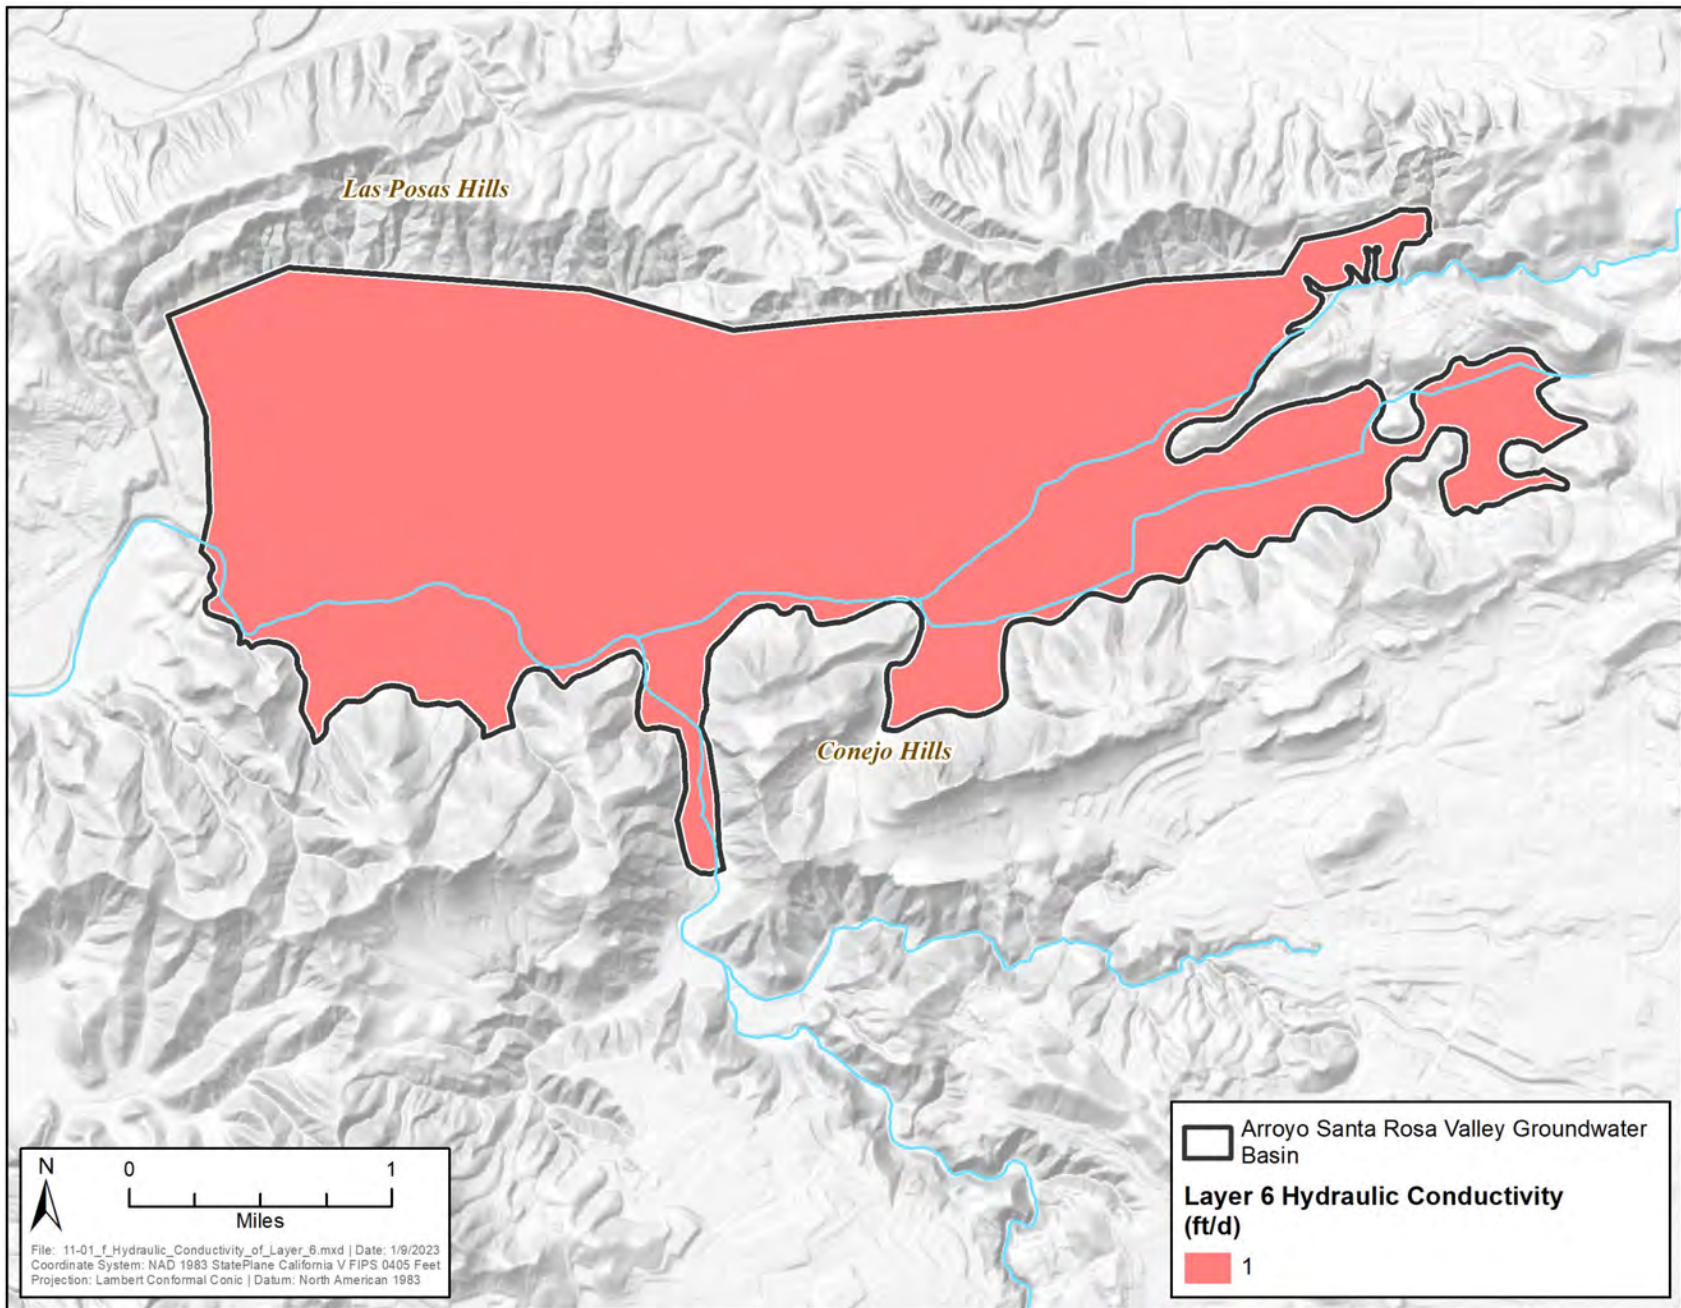 Las Posas Hills
Conejo Hills
N
0 1
Miles
File: 11-01_f_Hydraulic_Conductivity_of_Layer_6.mxd | Date: 1/9/2023
Coordinate System: NAD 1983 StatePlane California V FIPS 0405 Feet
Projection: Lambert Conformal Conic | Datum: North American 1983
Arroyo Santa Rosa Valley Groundwater
Basin
Layer 6 Hydraulic Conductivity
(ft/d)
1